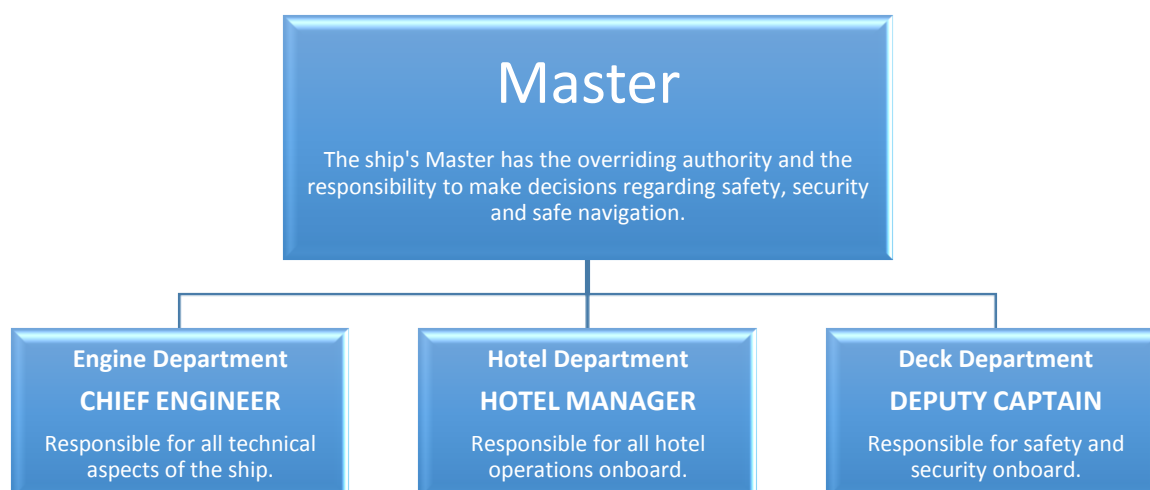 Master
The ship's Master has the overriding authority and the
responsibility to make decisions regarding safety, security
and safe navigation.
Engine Department
CHIEF ENGINEER
Responsible for all technical
aspects of the ship.
Hotel Department
HOTEL MANAGER
Responsible for all hotel
operations onboard.
Deck Department
DEPUTY CAPTAIN
Responsible for safety and
security onboard.